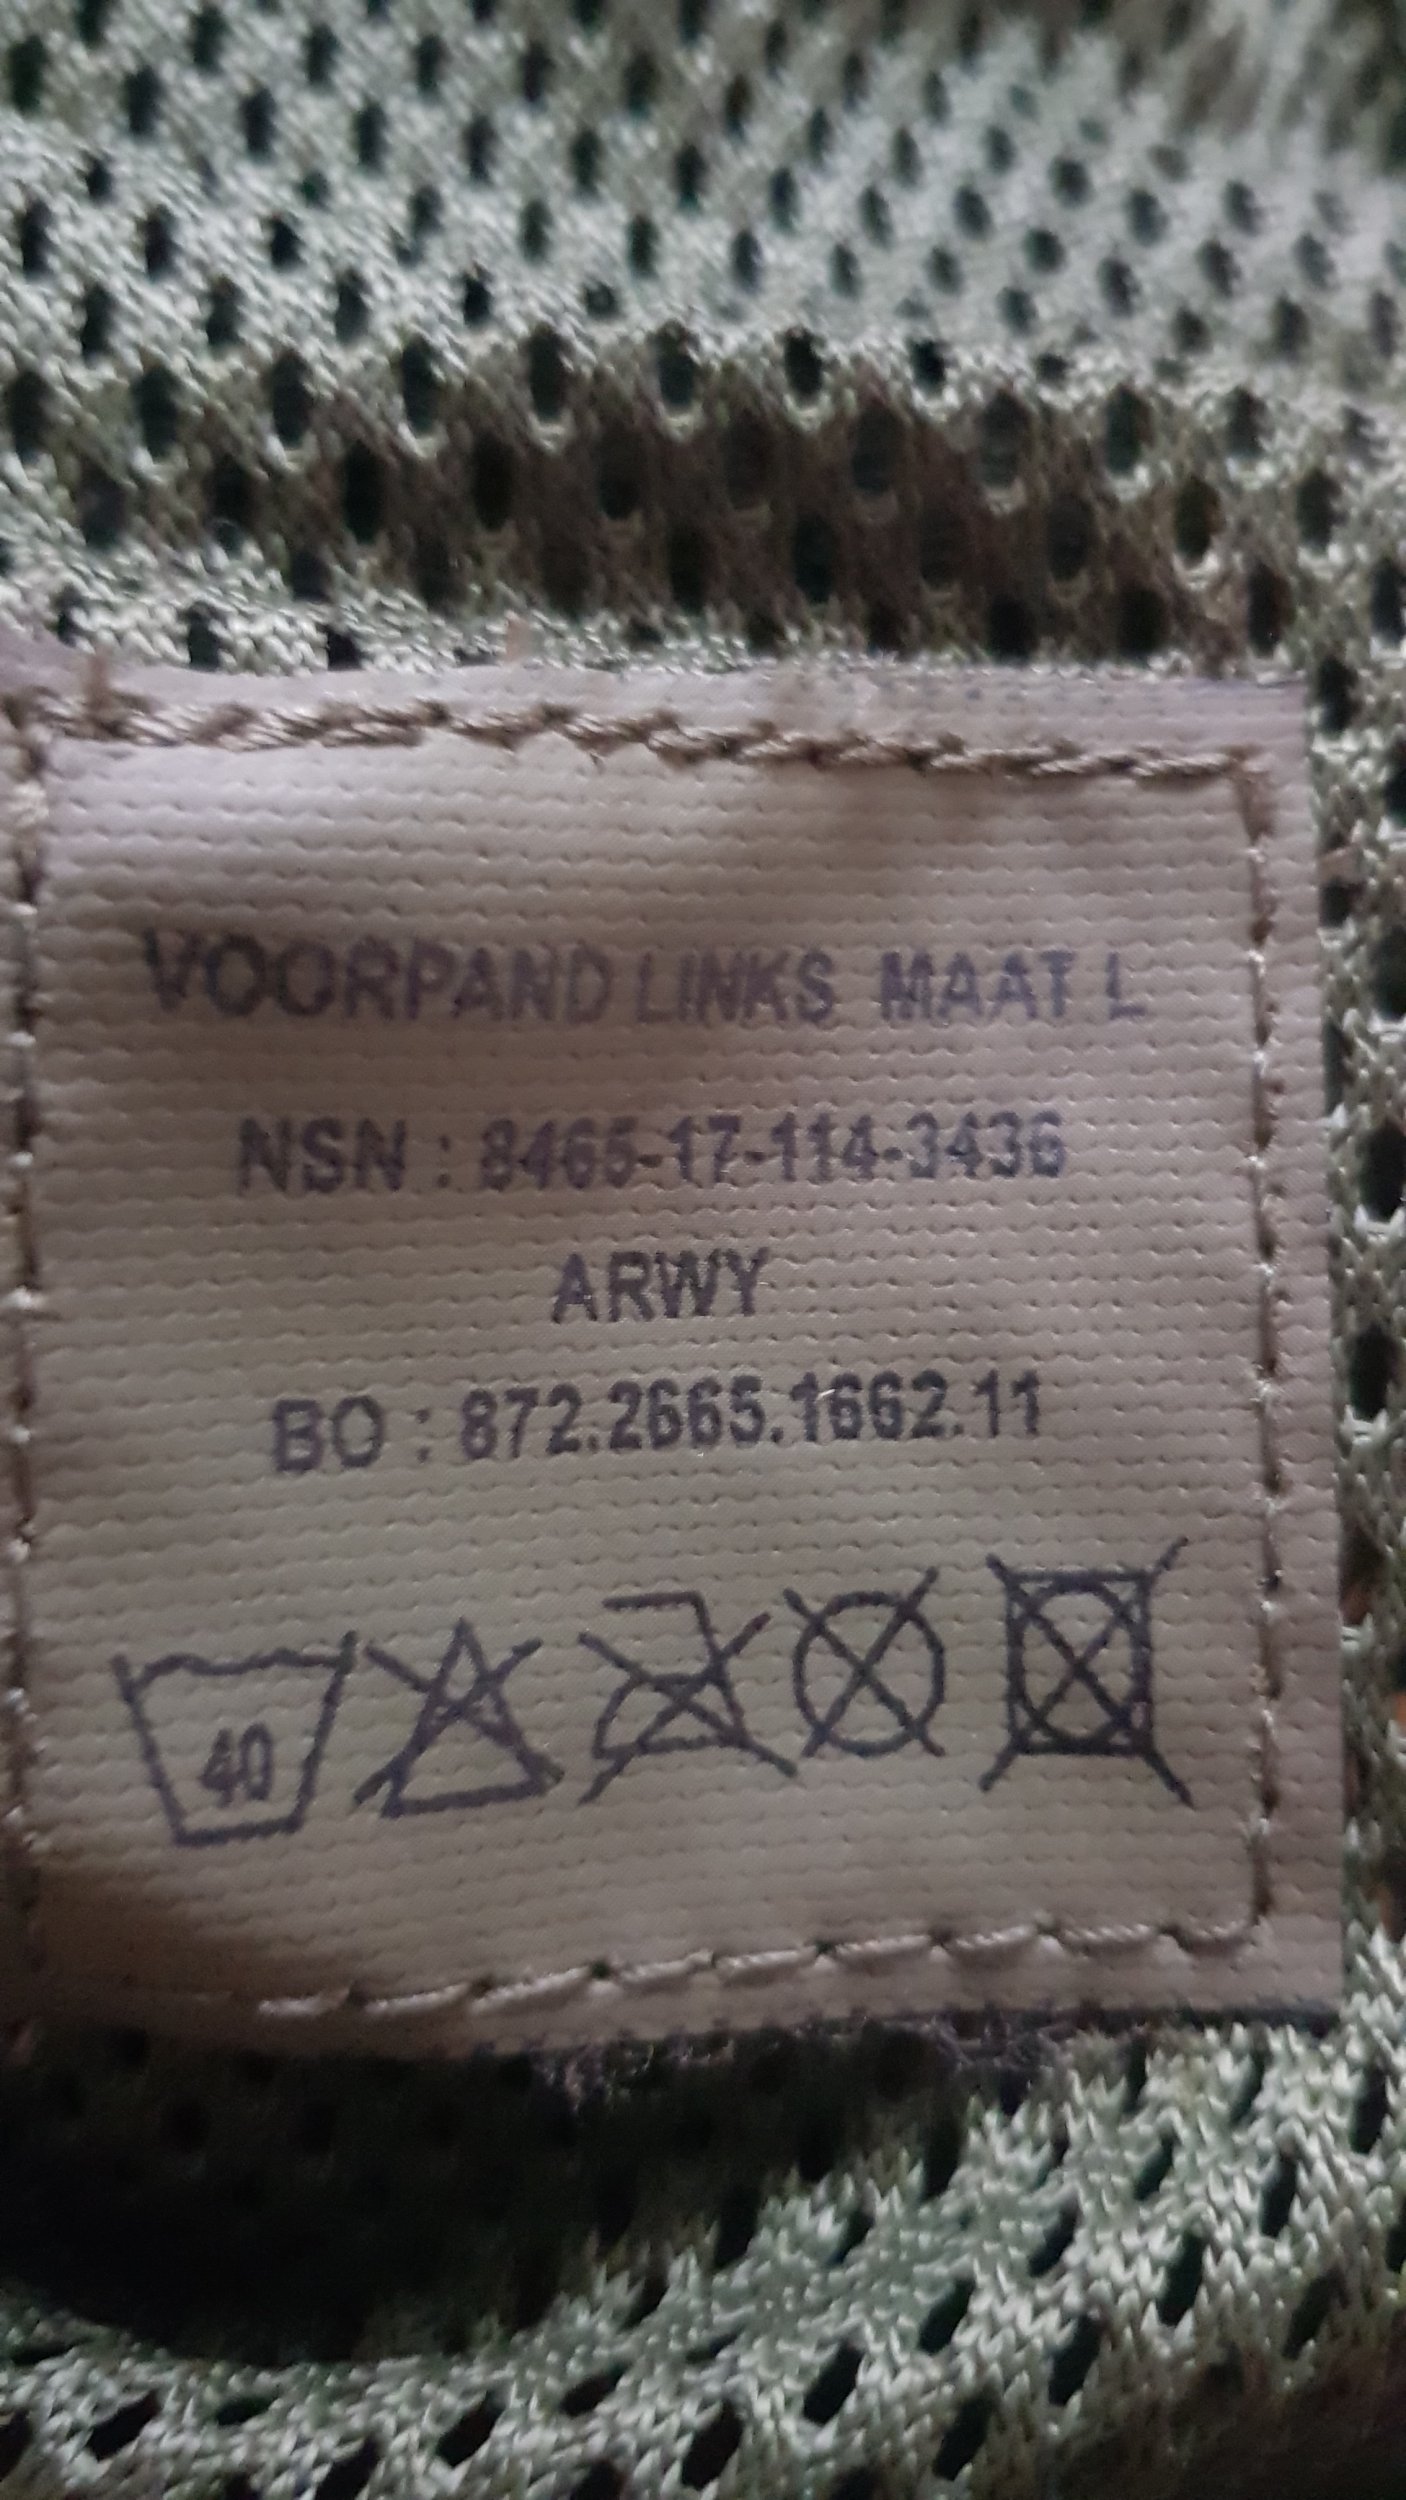 VOORPAND LINKS MAAT L
NSN : 8465-17-114-3436
ARWY
BO : 872.2665.1662.11
40